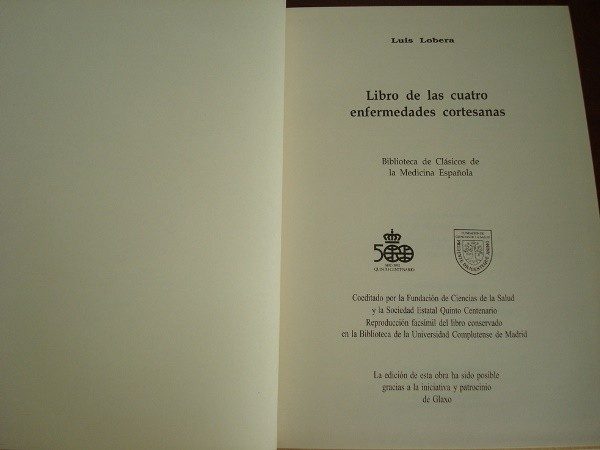 Luis Lobera
Libro de las cuatro
enfermedades cortesanas
Biblioteca de Clásicos de
la Medicina Española
500
QUINTO CENTENARIO
Coeditado por la Fundación de Ciencias de la Salud
y la Sociedad Estatal Quinto Centenario
Reproducción facsímil del libro conservado
en la Biblioteca de la Universidad Complutense de Madrid
La edición de esta obra ha sido posible
gracias a la iniciativa y patrocinio
de Glaxo